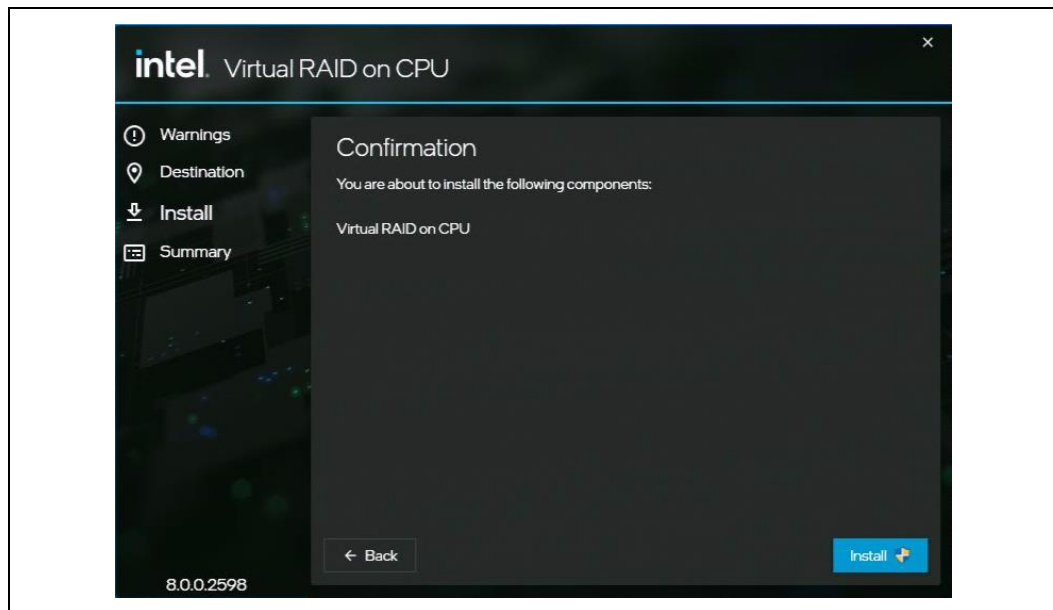 intel. Virtual RAID on CPU
Warnings
Destination
Install
Summary
Confirmation
You are about to install the following components:
Virtual RAID on CPU
← Back
Install
8.0.0.2598